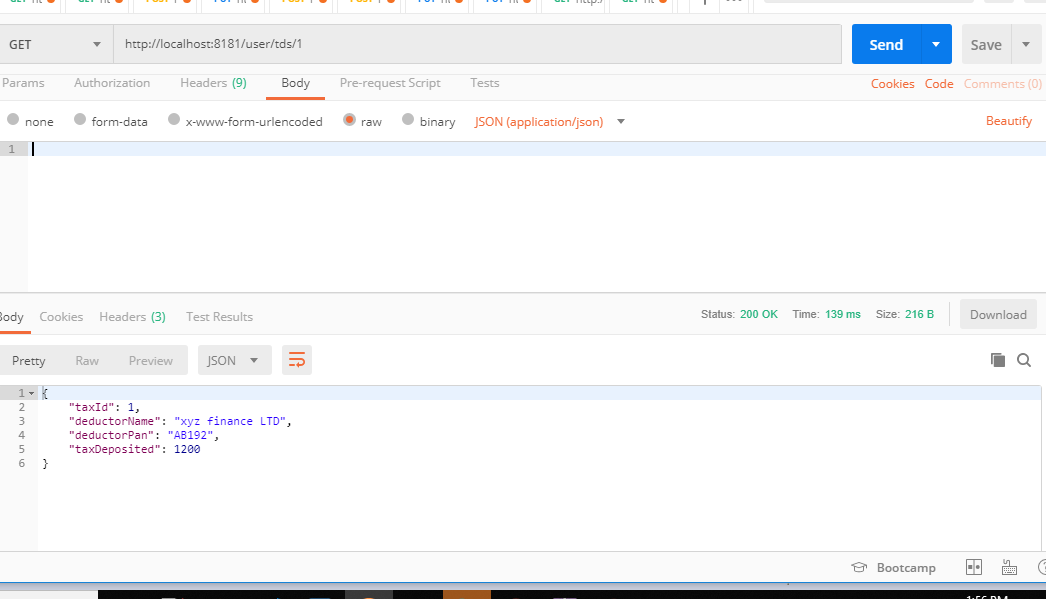 GET http://localhost:8181/user/tds/1 Send Save
Params Authorization Headers (9) Body Pre-request Script Tests Cookies Code Comments (0)
none form-data x-www-form-urlencoded raw binary JSON (application/json) Beautify
1
Body Cookies Headers (3) Test Results Status: 200 OK Time: 139 ms Size: 216 B Download
Pretty Raw Preview JSON
1 {
2 "taxId": 1,
3 "deductorName": "xyz finance LTD",
4 "deductorPan": "AB192",
5 "taxDeposited": 1200
6 }
Bootcamp